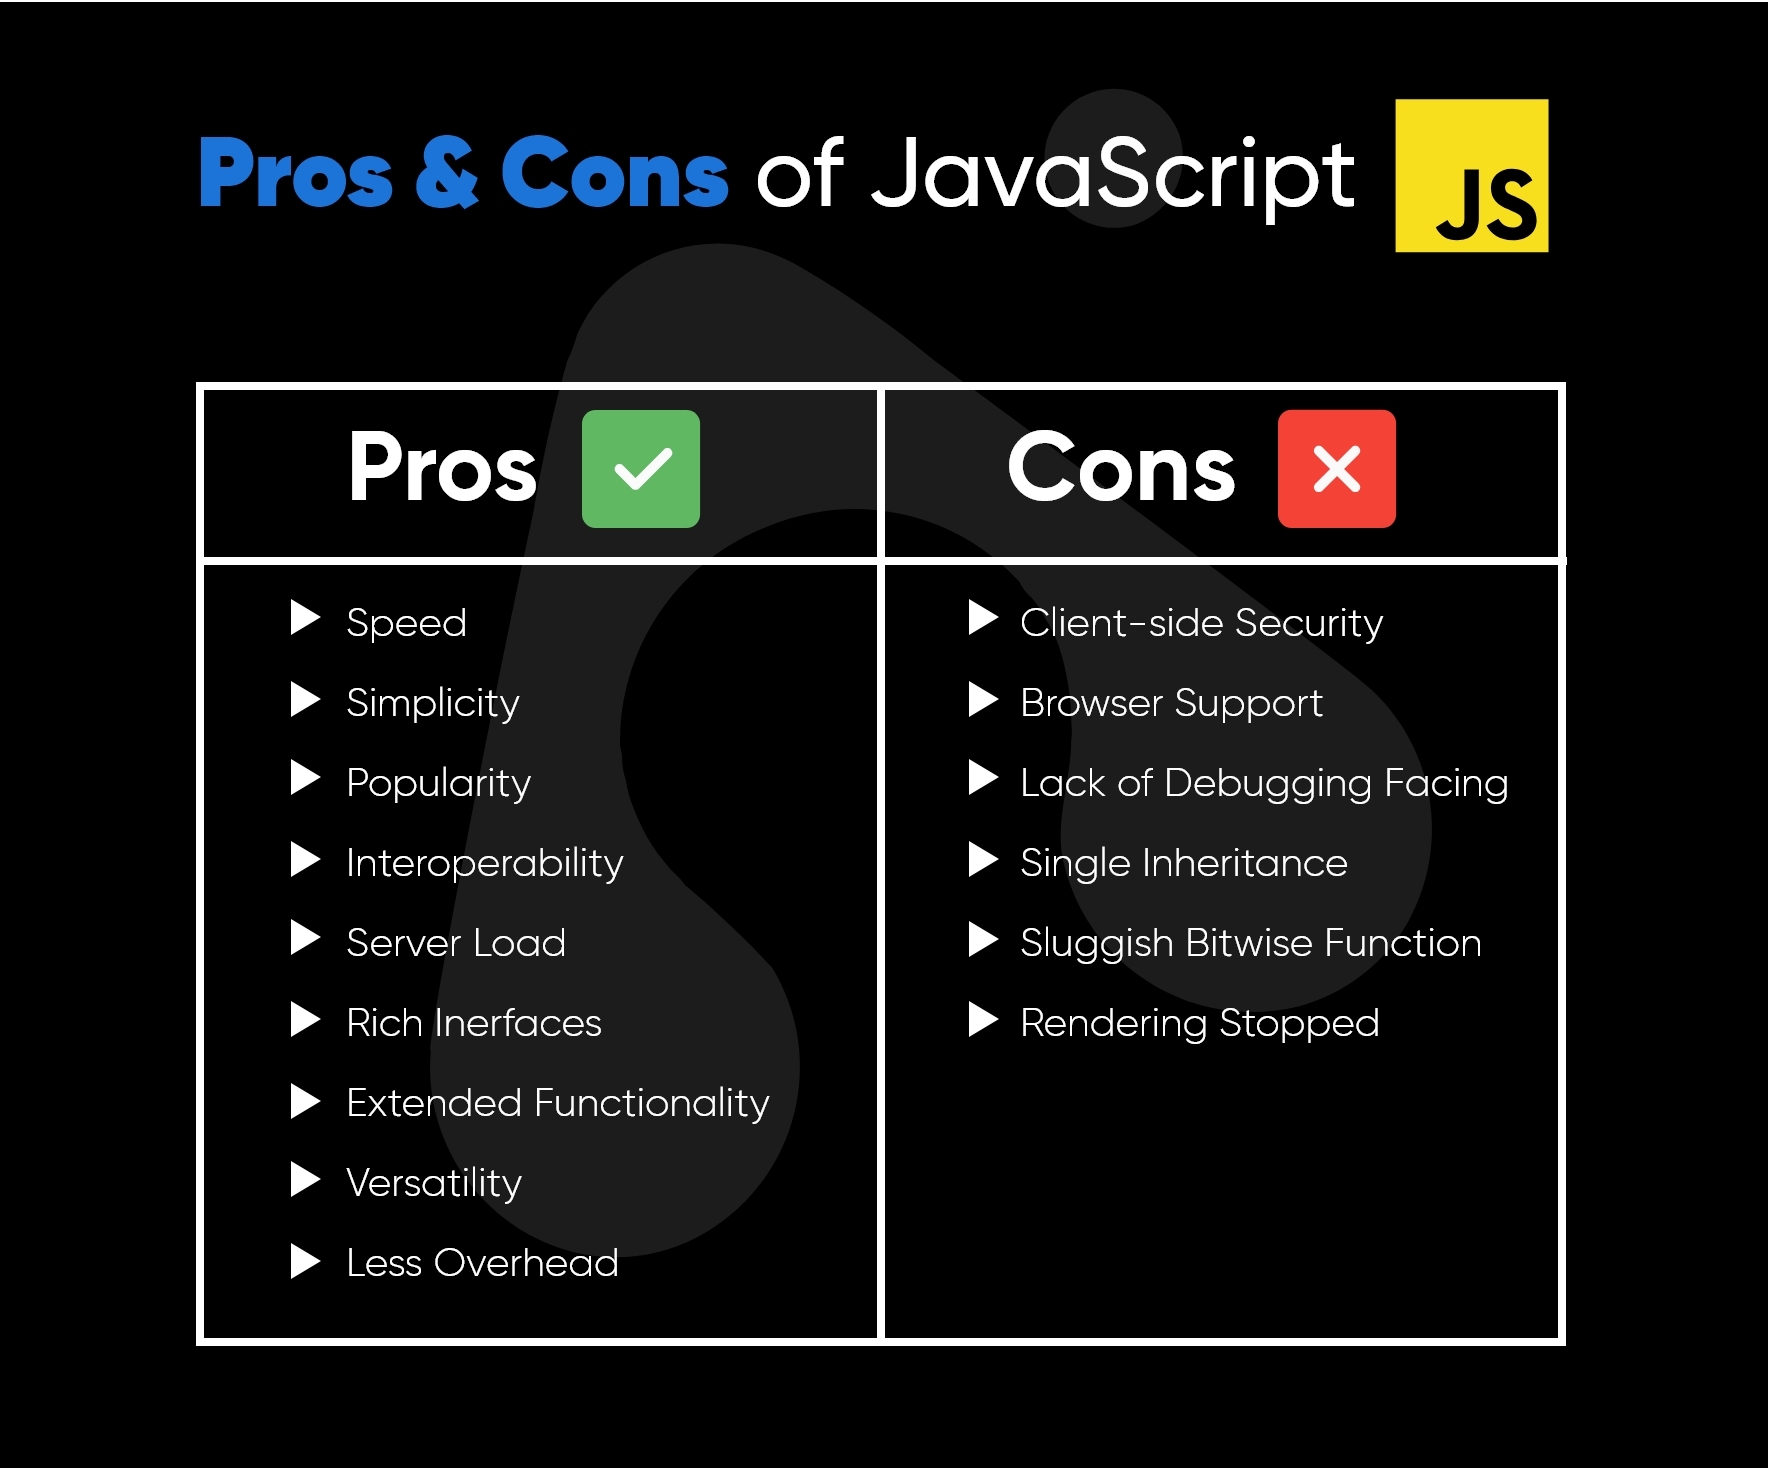 Pros & Cons of JavaScript
JS
Pros
Cons
Speed
Simplicity
Popularity
Interoperability
Server Load
Rich Inerfaces
Extended Functionality
Versatility
Less Overhead
Client-side Security
Browser Support
Lack of Debugging Facing
Single Inheritance
Sluggish Bitwise Function
Rendering Stopped